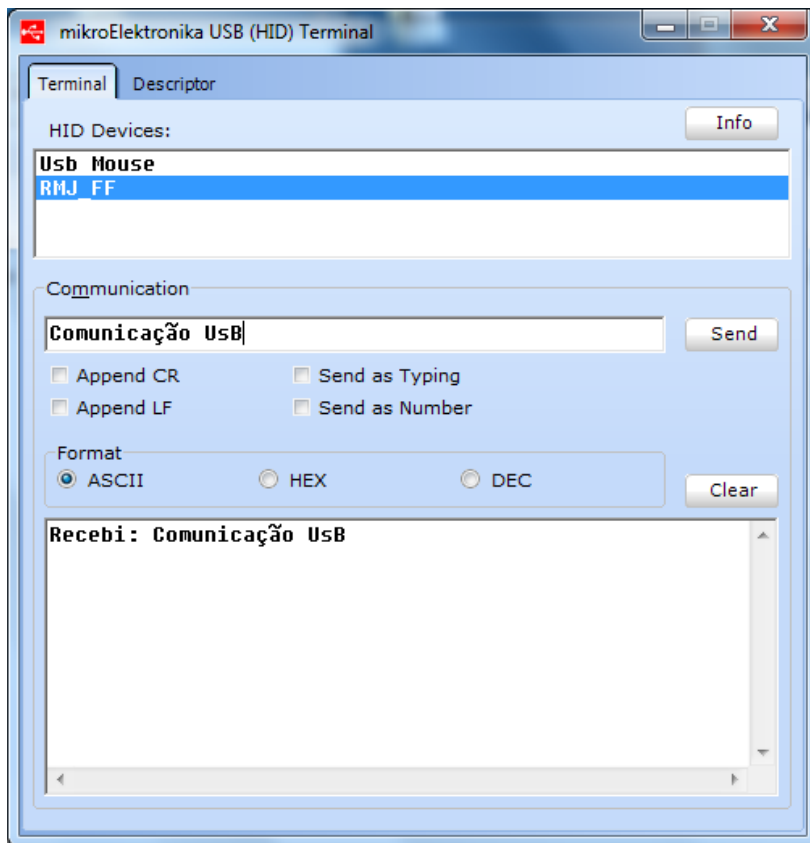 mikroElektronika USB (HID) Terminal
Terminal Descriptor
HID Devices: Info
Usb Mouse
RMJ_FF
Communication
Comunicação UsB Send
Append CR Send as Typing
Append LF Send as Number
Format
ASCII HEX DEC
Clear
Recebi: Comunicação UsB